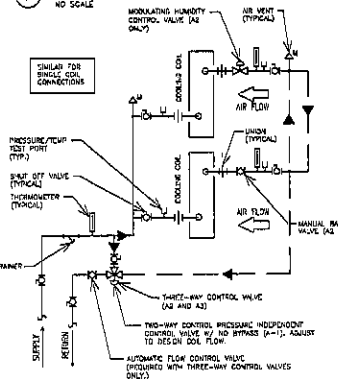 NO SCALE
MODULATING HUMIDITY
CONTROL VALVE (A2
ONLY)
AIR VENT
(TYPICAL)
SIMILAR FOR
SINGLE COIL
CONNECTIONS
COOLING COIL
AIR FLOW
PRESSURE/TEMP
TEST PORT
(TYP.)
UNION
(TYPICAL)
SHUT OFF VALVE
(TYPICAL)
COOLING COIL
THERMOMETER
(TYPICAL)
AIR FLOW
MANUAL BA
VALVE (A2
RAINER
THREE-WAY CONTROL VALVE
(A2 AND A3)
TWO-WAY CONTROL PRESSURE INDEPENDENT
CONTROL VALVE W/ NO BYPASS (A-1). ADJUST
TO DESIGN COIL FLOW.
SUPPLY
RETURN
AUTOMATIC FLOW CONTROL VALVE
(REQUIRED WITH THREE-WAY CONTROL VALVES
ONLY.)